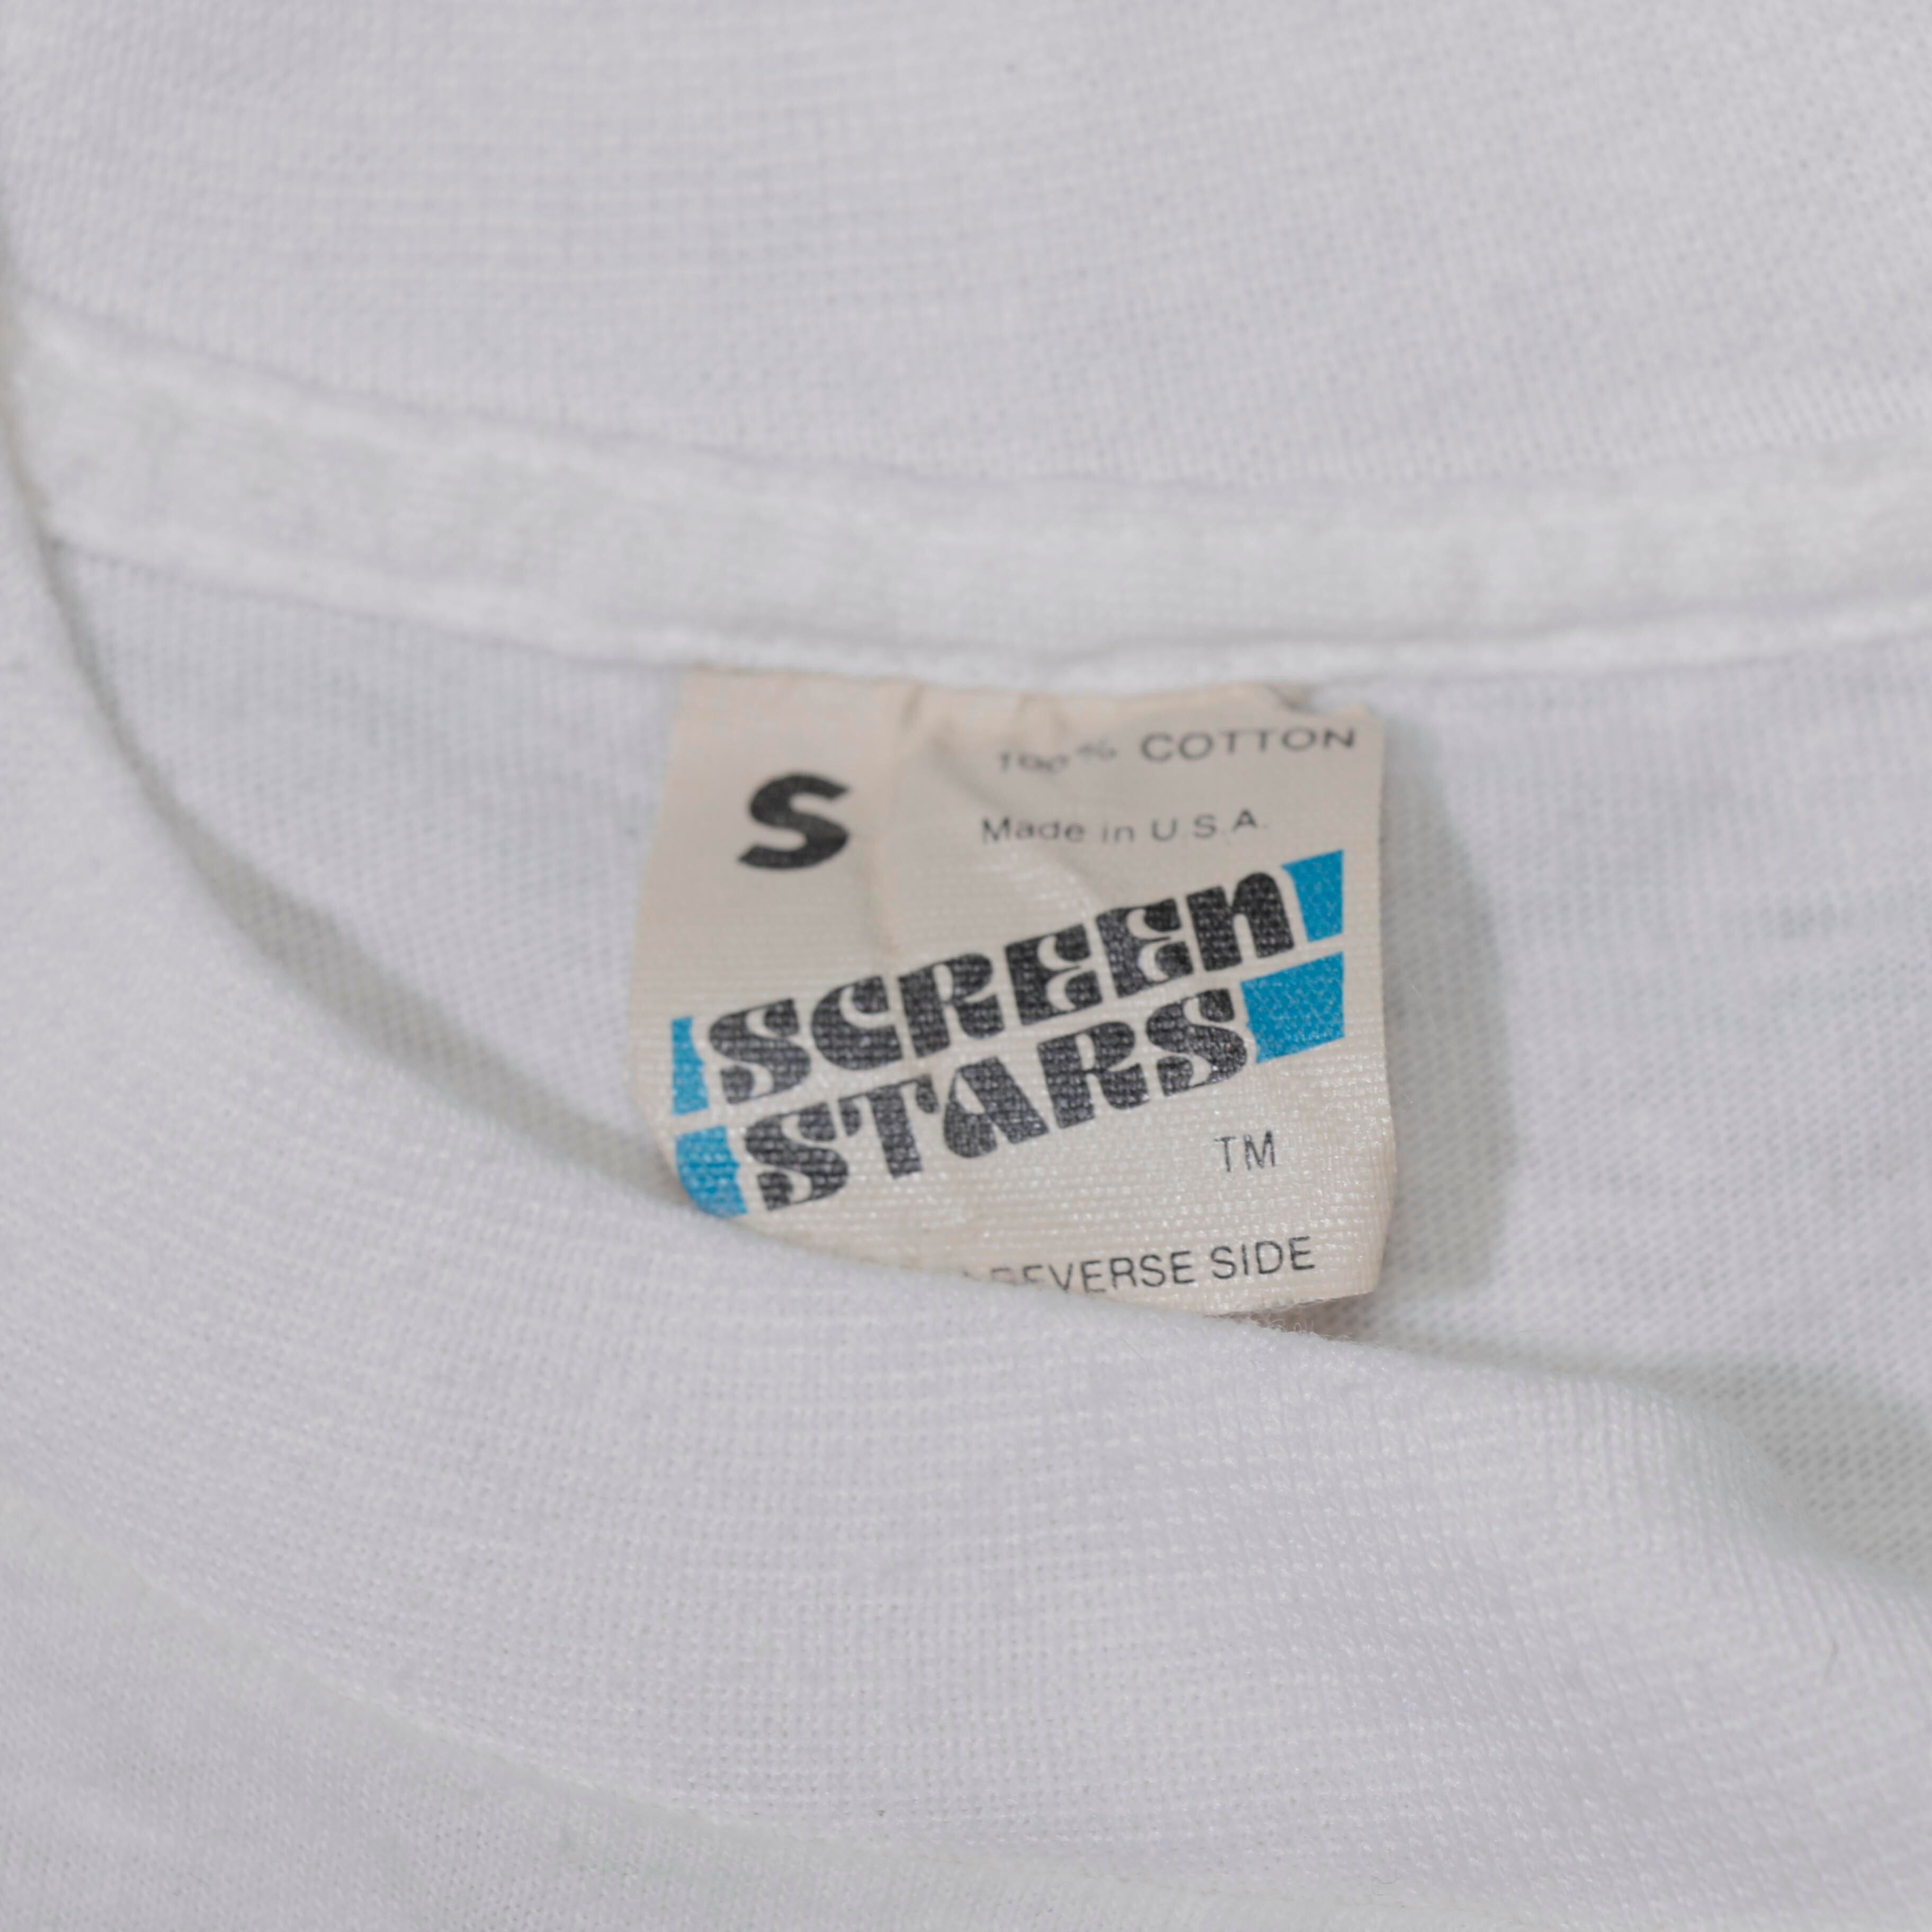 S
100% COTTON
Made in U.S.A.
SCREEN
STARS
TM
REVERSE SIDE